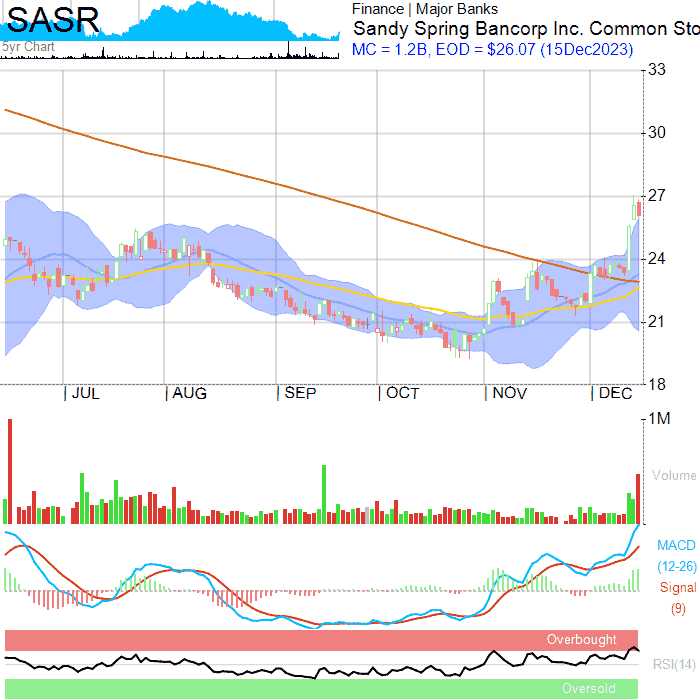 SASR
5yr Chart
Finance | Major Banks
Sandy Spring Bancorp Inc. Common Sto
MC = 1.2B, EOD = $26.07 (15Dec2023)
33
30
27
24
21
18
| JUL | AUG | SEP | OCT | NOV | DEC
1M
Volume
MACD
(12-26)
Signal
(9)
Overbought
RSI(14)
Oversold